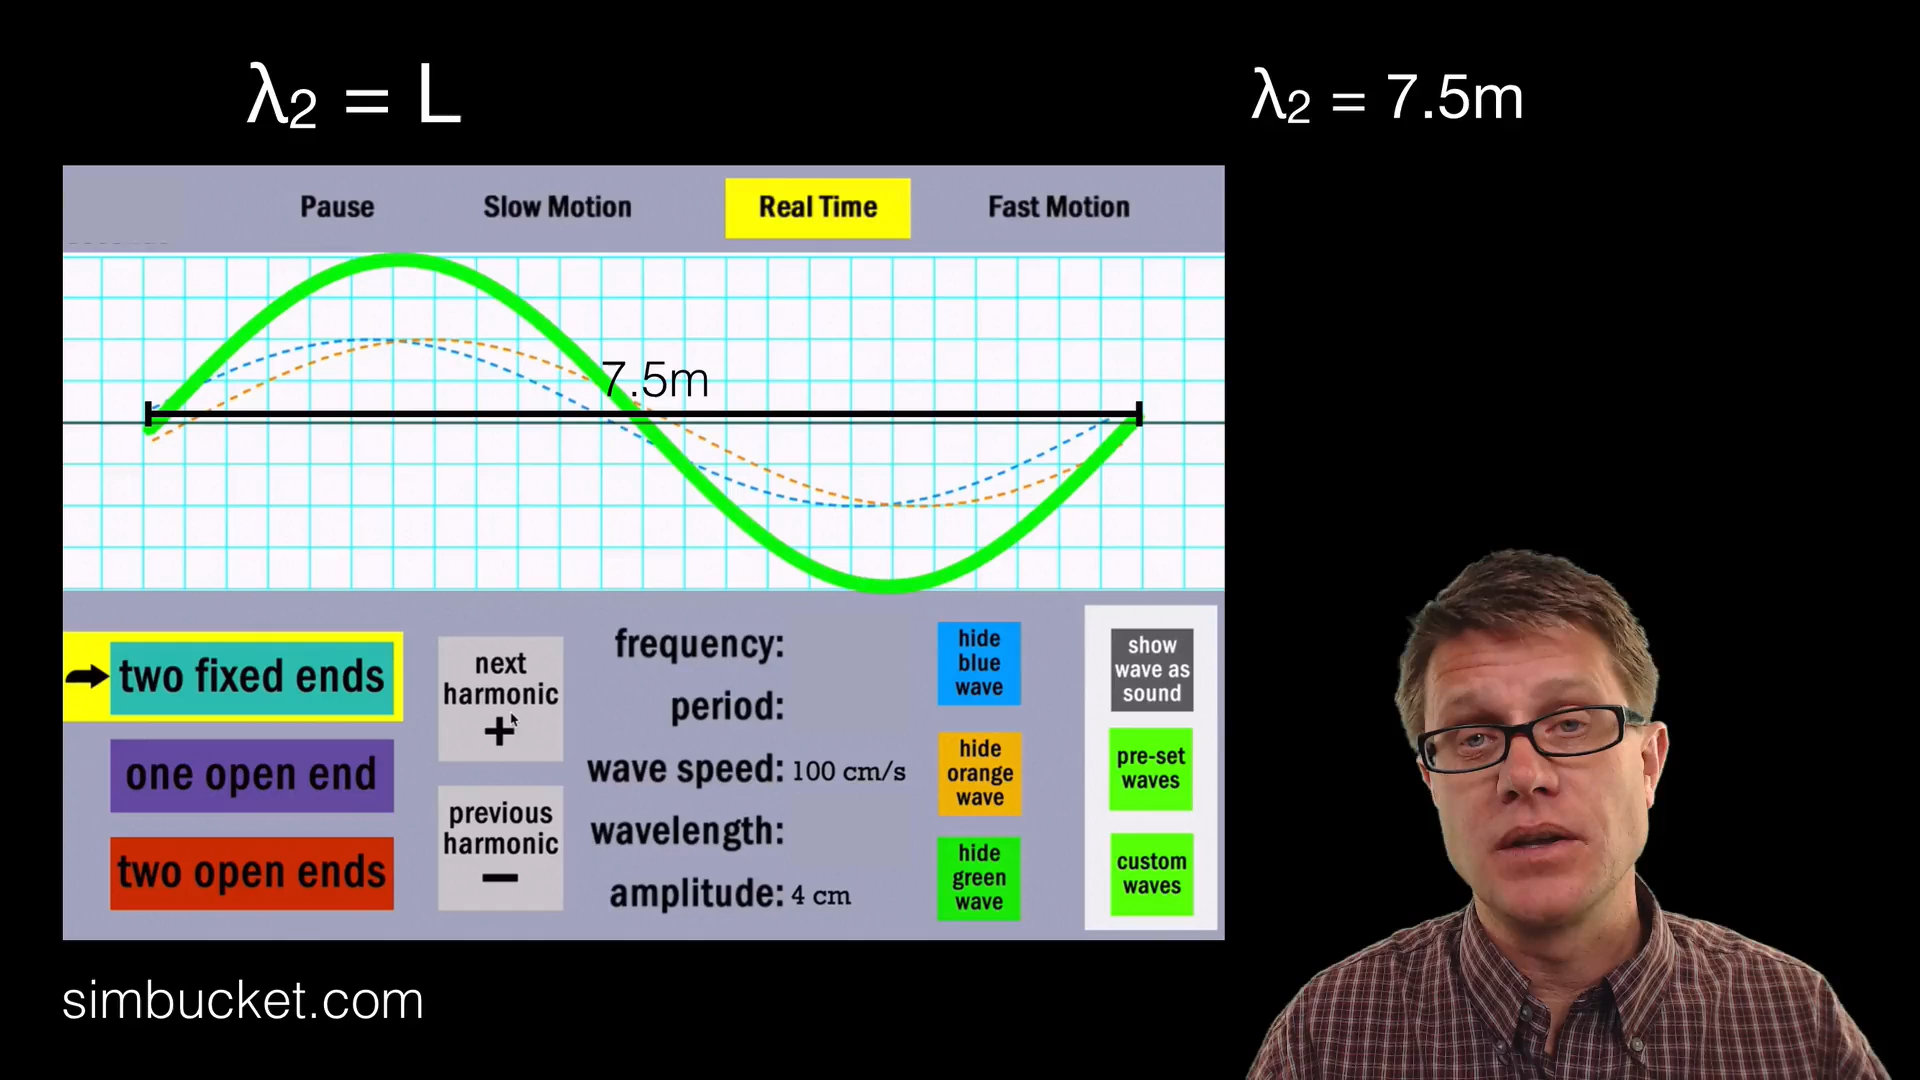 λ2 = L
λ2 = 7.5m
Pause
Slow Motion
Real Time
Fast Motion
7.5m
two fixed ends
one open end
two open ends
next
harmonic
+
previous
harmonic
−
frequency:
period:
wave speed: 100 cm/s
wavelength:
amplitude: 4 cm
hide
blue
wave
hide
orange
wave
hide
green
wave
show
wave as
sound
pre-set
waves
custom
waves
simbucket.com